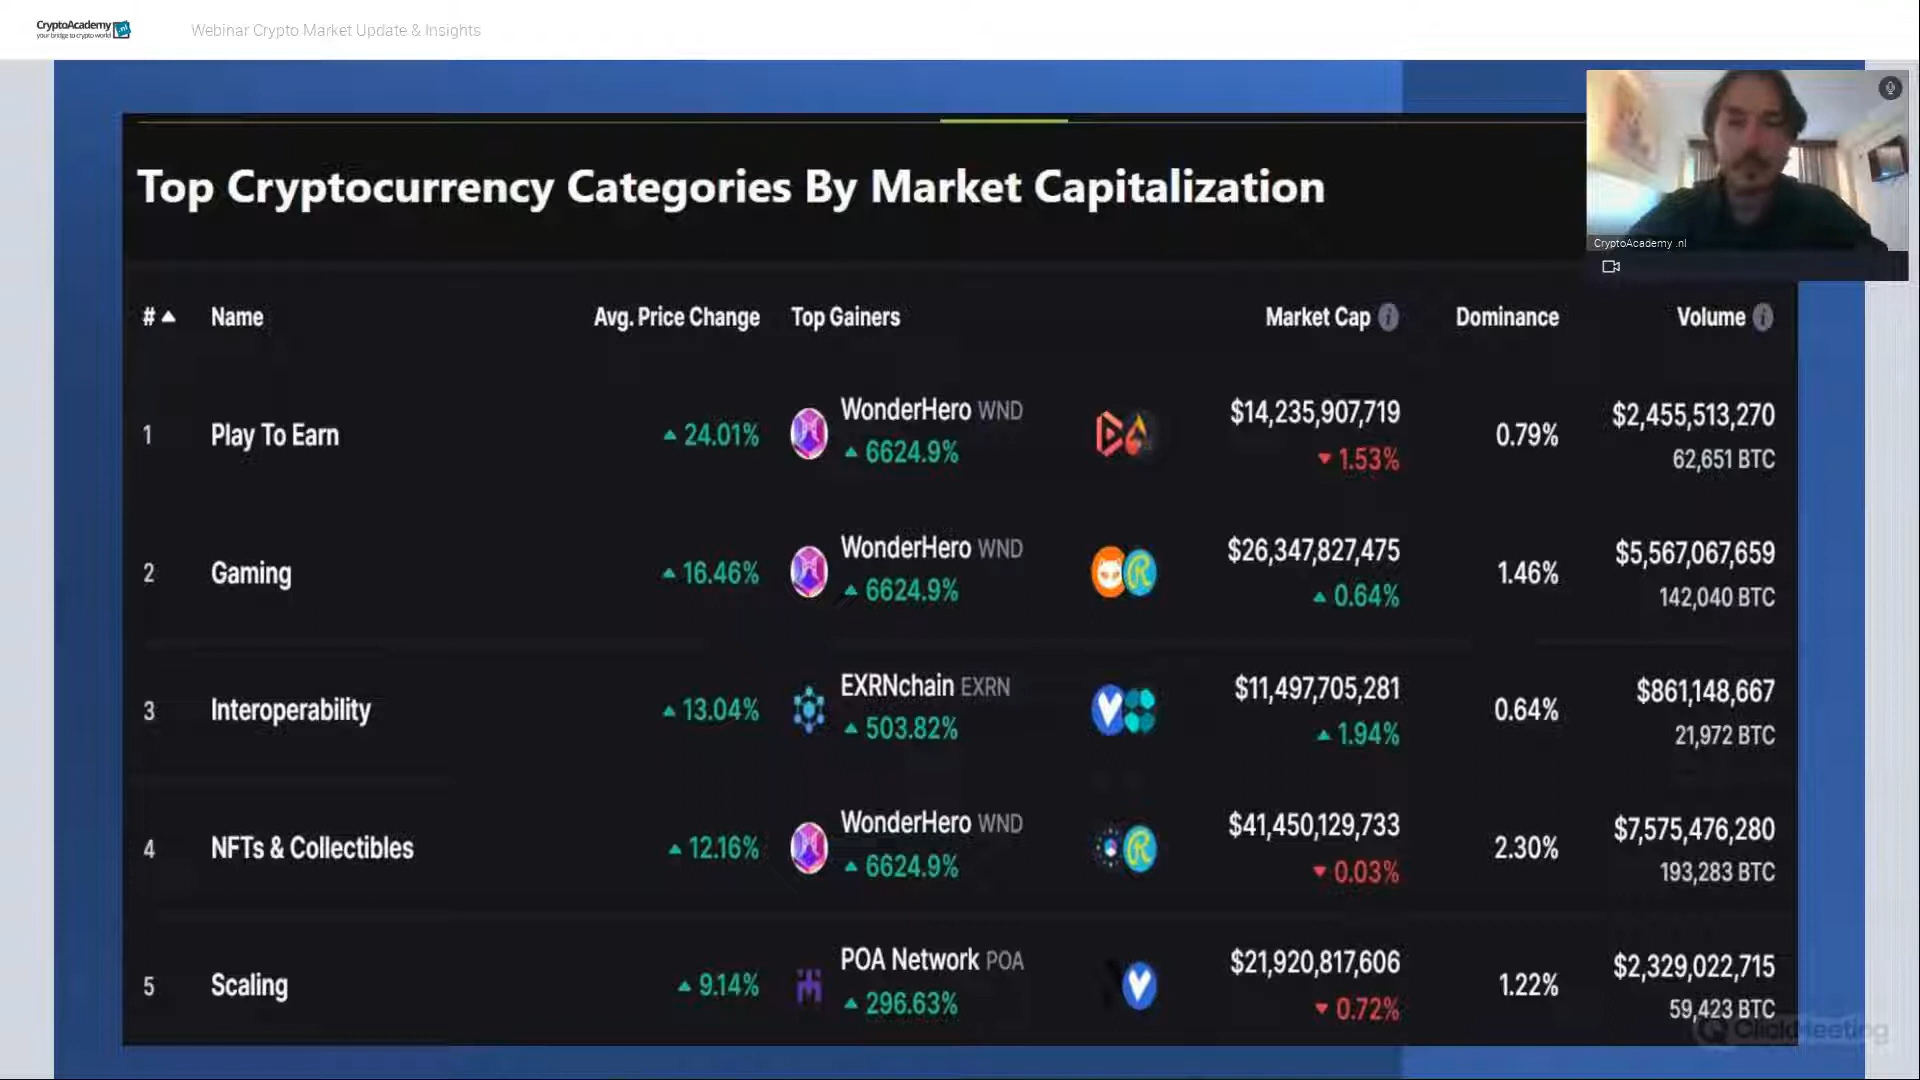 CryptoAcademy .nl
your bridge to crypto world
Webinar Crypto Market Update & Insights
CryptoAcademy .nl
Top Cryptocurrency Categories By Market Capitalization
# Name Avg. Price Change Top Gainers Market Cap Dominance Volume
1 Play To Earn 24.01% WonderHero WND $14,235,907,719 0.79% $2,455,513,270
6624.9% 1.53% 62,651 BTC
2 Gaming 16.46% WonderHero WND $26,347,827,475 1.46% $5,567,067,659
6624.9% 0.64% 142,040 BTC
3 Interoperability 13.04% EXRNchain EXRN $11,497,705,281 0.64% $861,148,667
503.82% 1.94% 21,972 BTC
4 NFTs & Collectibles 12.16% WonderHero WND $41,450,129,733 2.30% $7,575,476,280
6624.9% 0.03% 193,283 BTC
5 Scaling 9.14% POA Network POA $21,920,817,606 1.22% $2,329,022,715
296.63% 0.72% 59,423 BTC
ClickMeeting